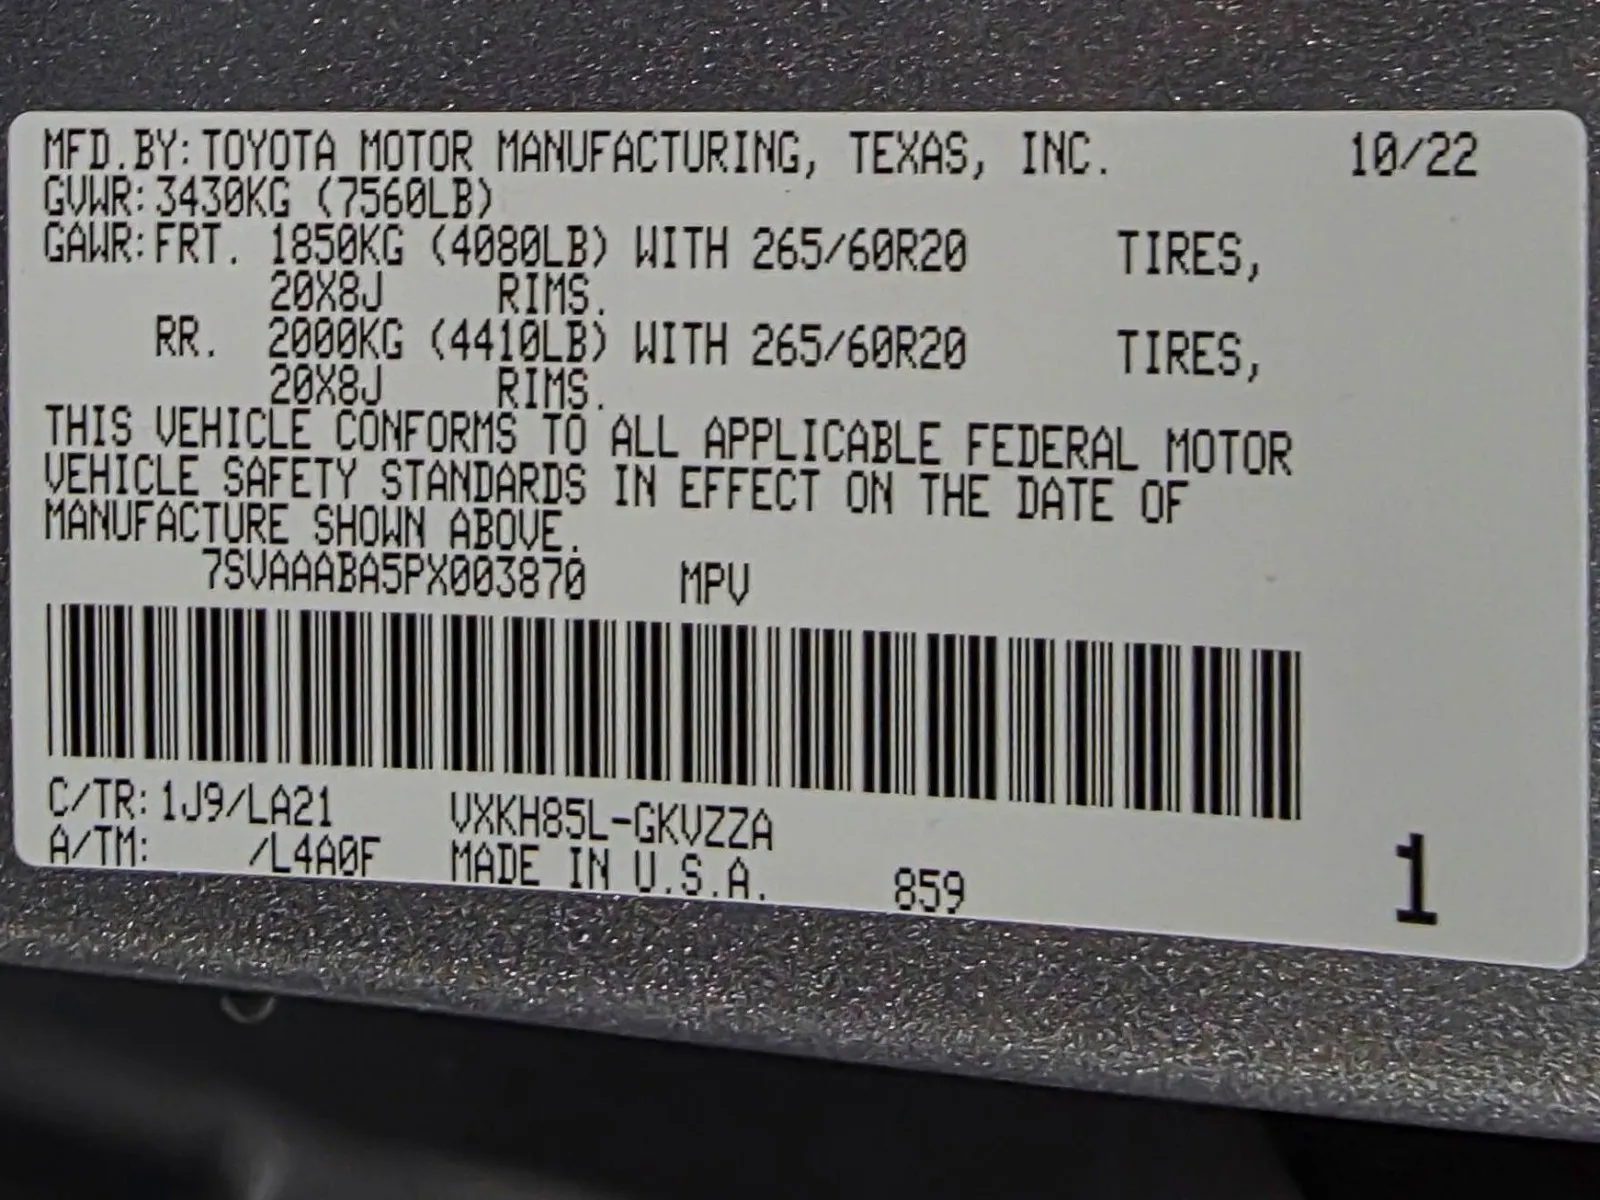 MFD.BY:TOYOTA MOTOR MANUFACTURING, TEXAS, INC. 10/22
GVWR:3430KG (7560LB)
GAWR:FRT. 1850KG (4080LB) WITH 265/60R20 TIRES,
20X8J RIMS.
RR. 2000KG (4410LB) WITH 265/60R20 TIRES,
20X8J RIMS.
THIS VEHICLE CONFORMS TO ALL APPLICABLE FEDERAL MOTOR
VEHICLE SAFETY STANDARDS IN EFFECT ON THE DATE OF
MANUFACTURE SHOWN ABOVE.
7SVAAABA5PX003870 MPV
C/TR:1J9/LA21 VXKH85L-GKVZZA
A/TM: /L4A0F MADE IN U.S.A. 859 1